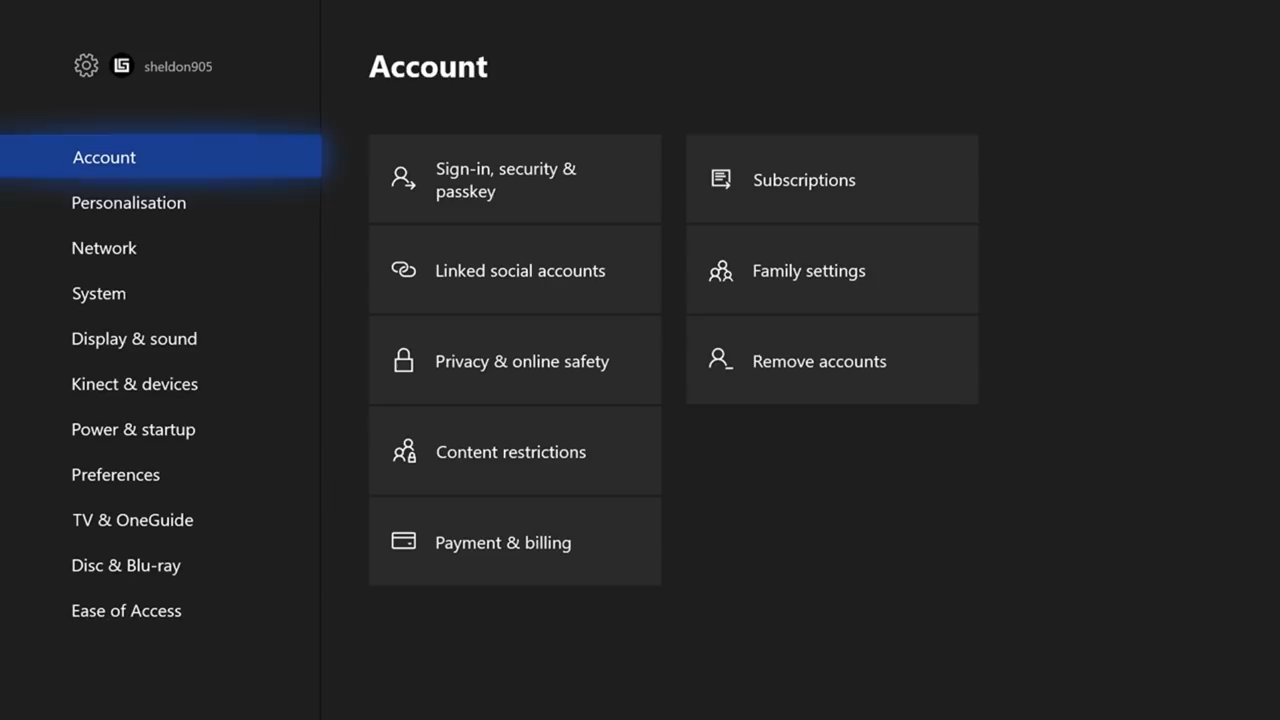 sheldon905
Account
Personalisation
Network
System
Display & sound
Kinect & devices
Power & startup
Preferences
TV & OneGuide
Disc & Blu-ray
Ease of Access
Account
Sign-in, security &
passkey
Linked social accounts
Privacy & online safety
Content restrictions
Payment & billing
Subscriptions
Family settings
Remove accounts